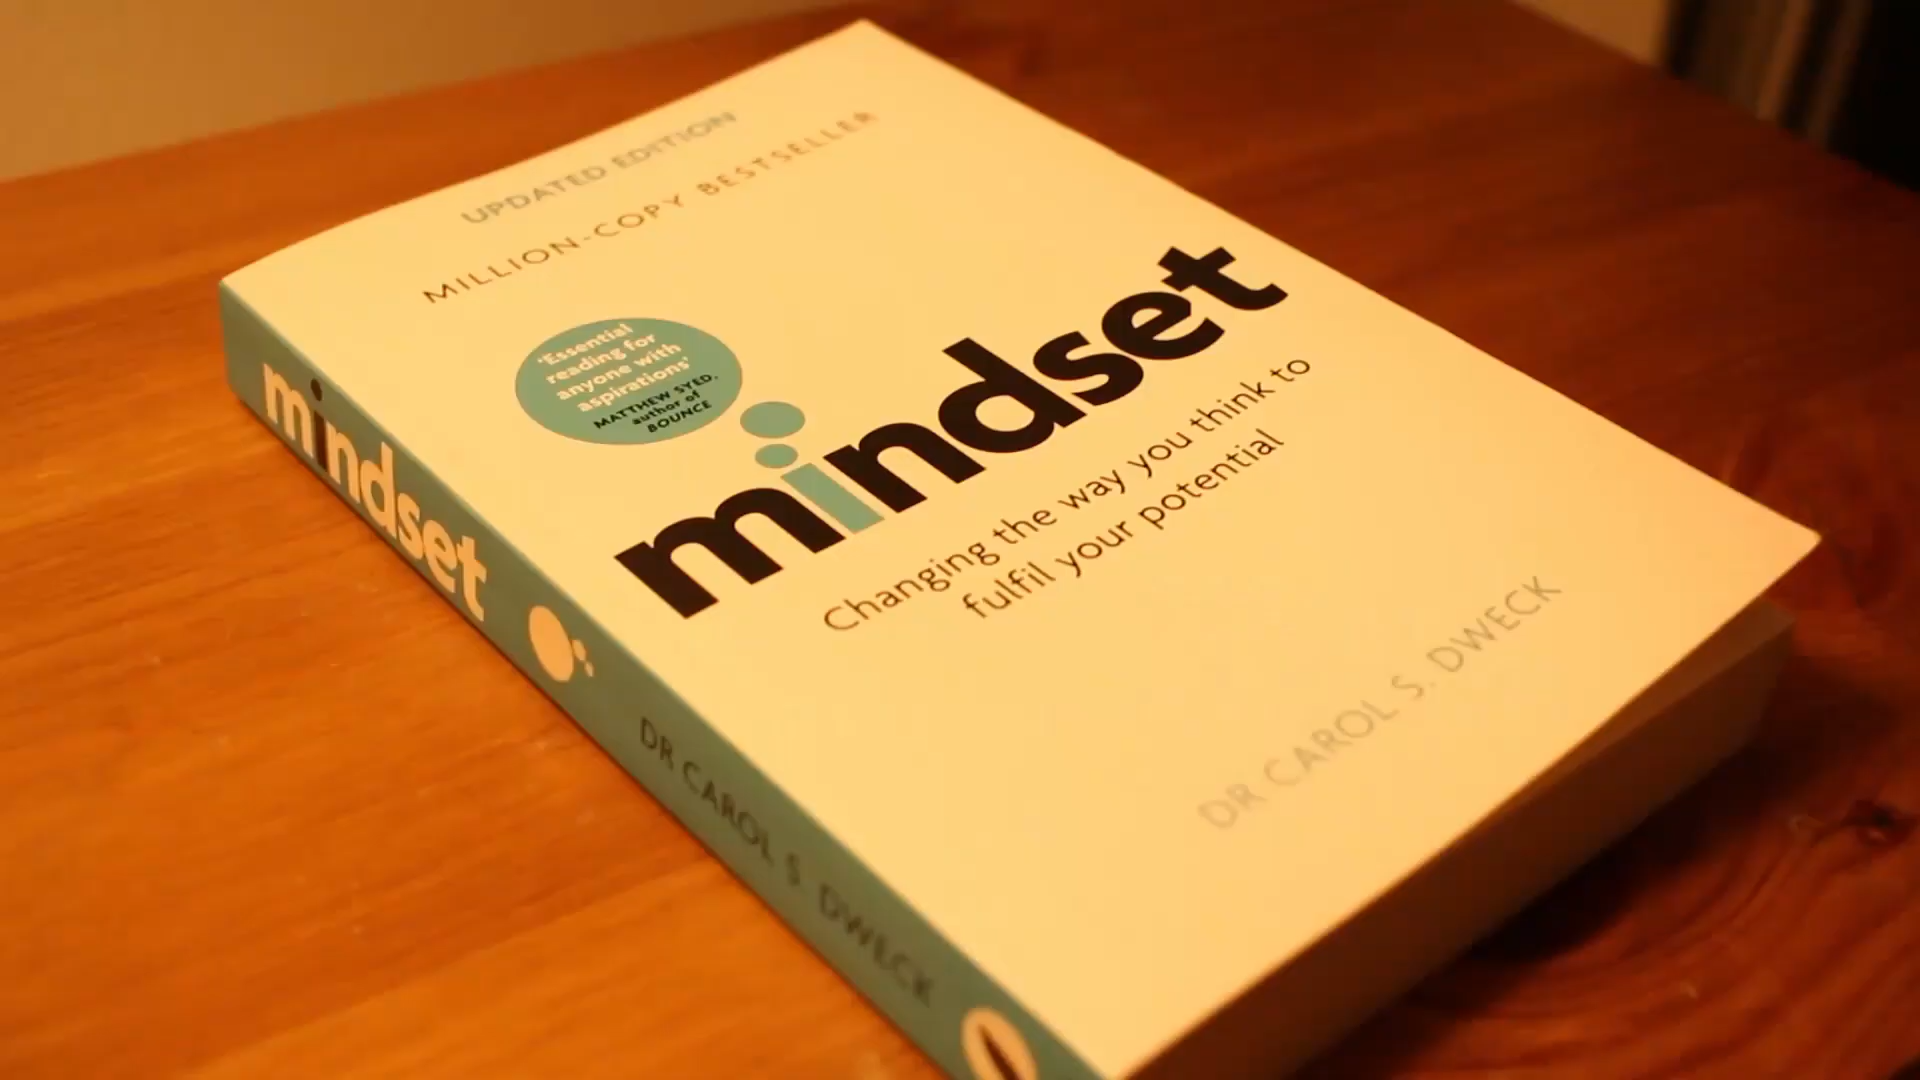 UPDATED EDITION
MILLION-COPY BESTSELLER
‘Essential
reading for
anyone with
aspirations’
MATTHEW SYED,
author of
BOUNCE
mindset
Changing the way you think to
fulfil your potential
DR CAROL S. DWECK
mindset
DR CAROL S. DWECK